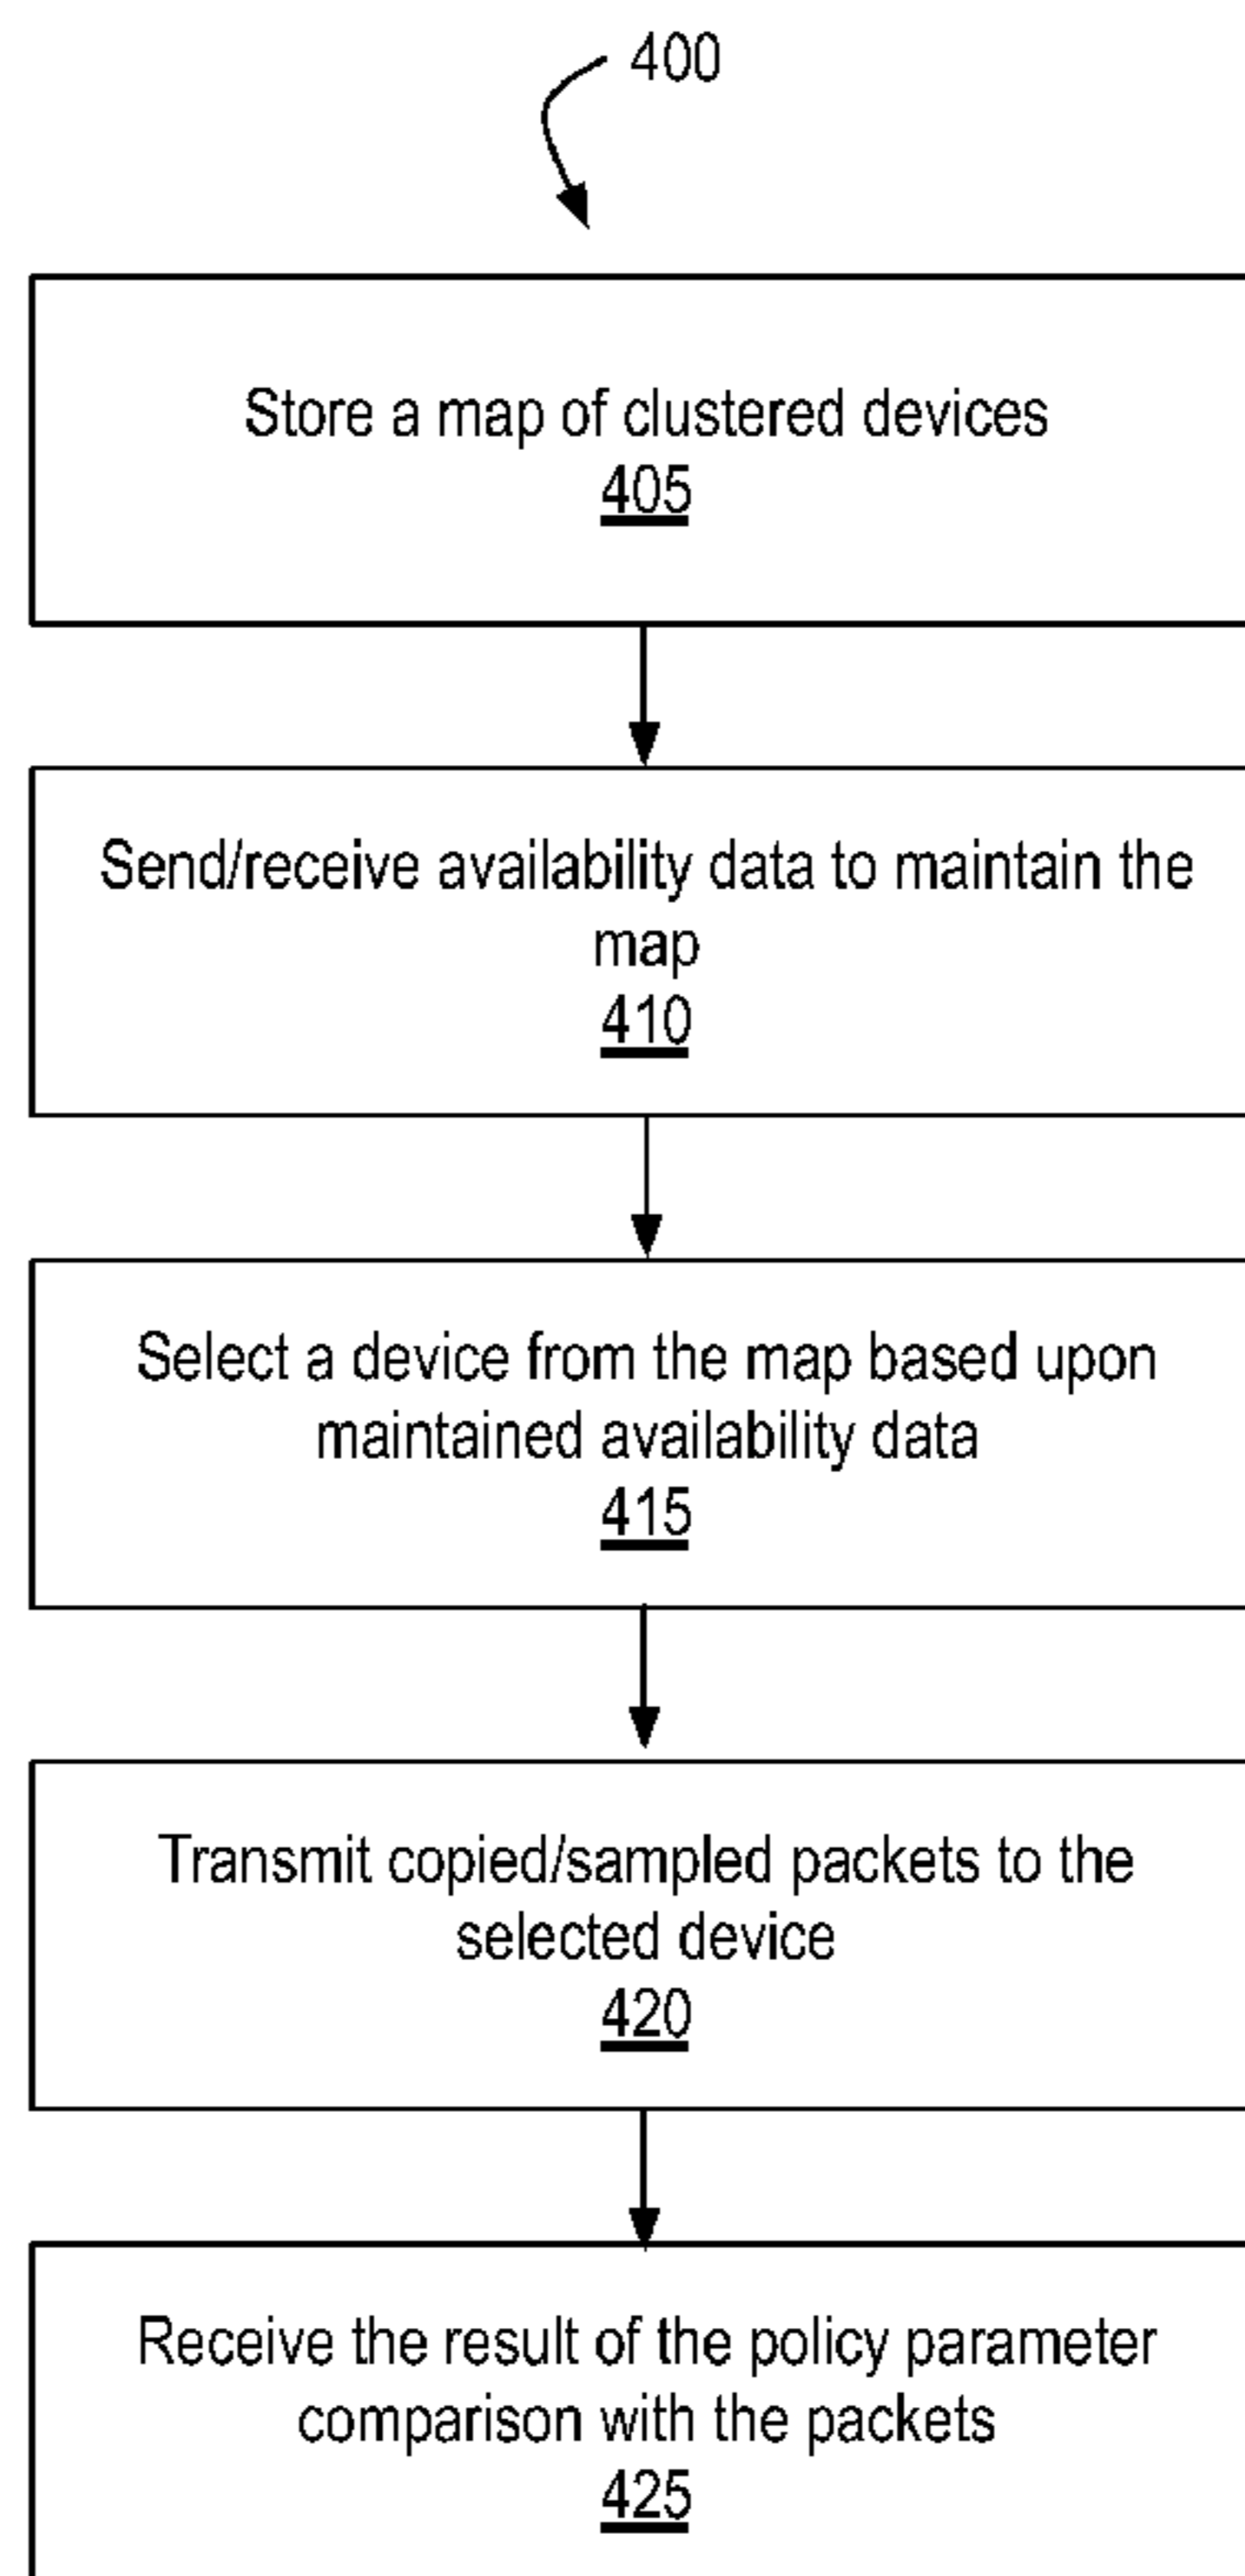 400
Store a map of clustered devices
405
Send/receive availability data to maintain the
map
410
Select a device from the map based upon
maintained availability data
415
Transmit copied/sampled packets to the
selected device
420
Receive the result of the policy parameter
comparison with the packets
425